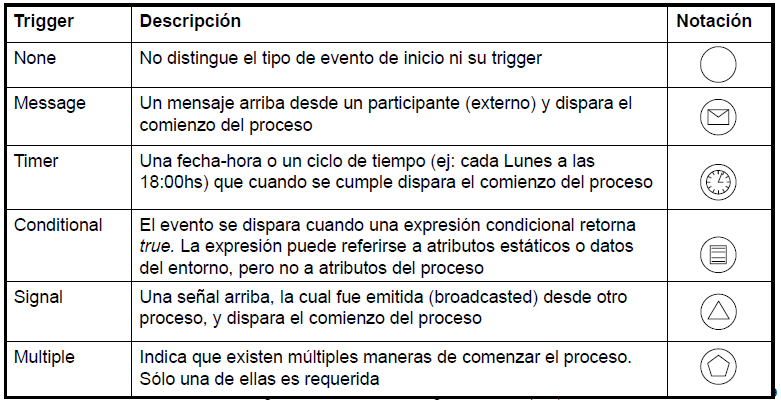 Trigger Descripción Notación
None No distingue el tipo de evento de inicio ni su trigger
Message Un mensaje arriba desde un participante (externo) y dispara el
comienzo del proceso
Timer Una fecha-hora o un ciclo de tiempo (ej: cada Lunes a las
18:00hs) que cuando se cumple dispara el comienzo del proceso
Conditional El evento se dispara cuando una expresión condicional retorna
true. La expresión puede referirse a atributos estáticos o datos
del entorno, pero no a atributos del proceso
Signal Una señal arriba, la cual fue emitida (broadcasted) desde otro
proceso, y dispara el comienzo del proceso
Multiple Indica que existen múltiples maneras de comenzar el proceso.
Sólo una de ellas es requerida